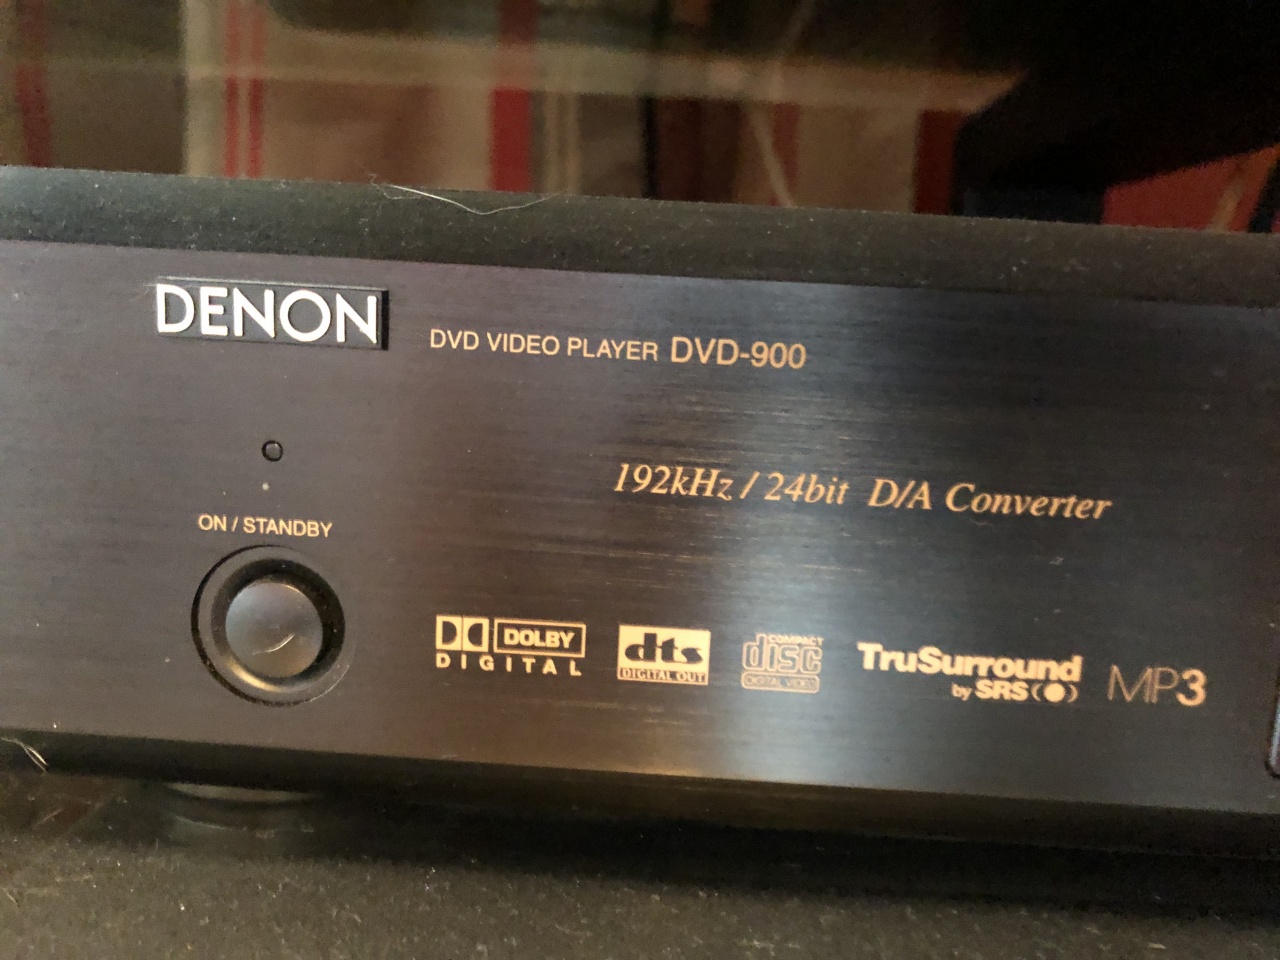 DENON
DVD VIDEO PLAYER DVD-900
192kHz / 24bit D/A Converter
ON / STANDBY
DOLBY
DIGITAL
dts
DIGITAL OUT
COMPACT
disc
DIGITAL VIDEO
TruSurround
by SRS
MP3